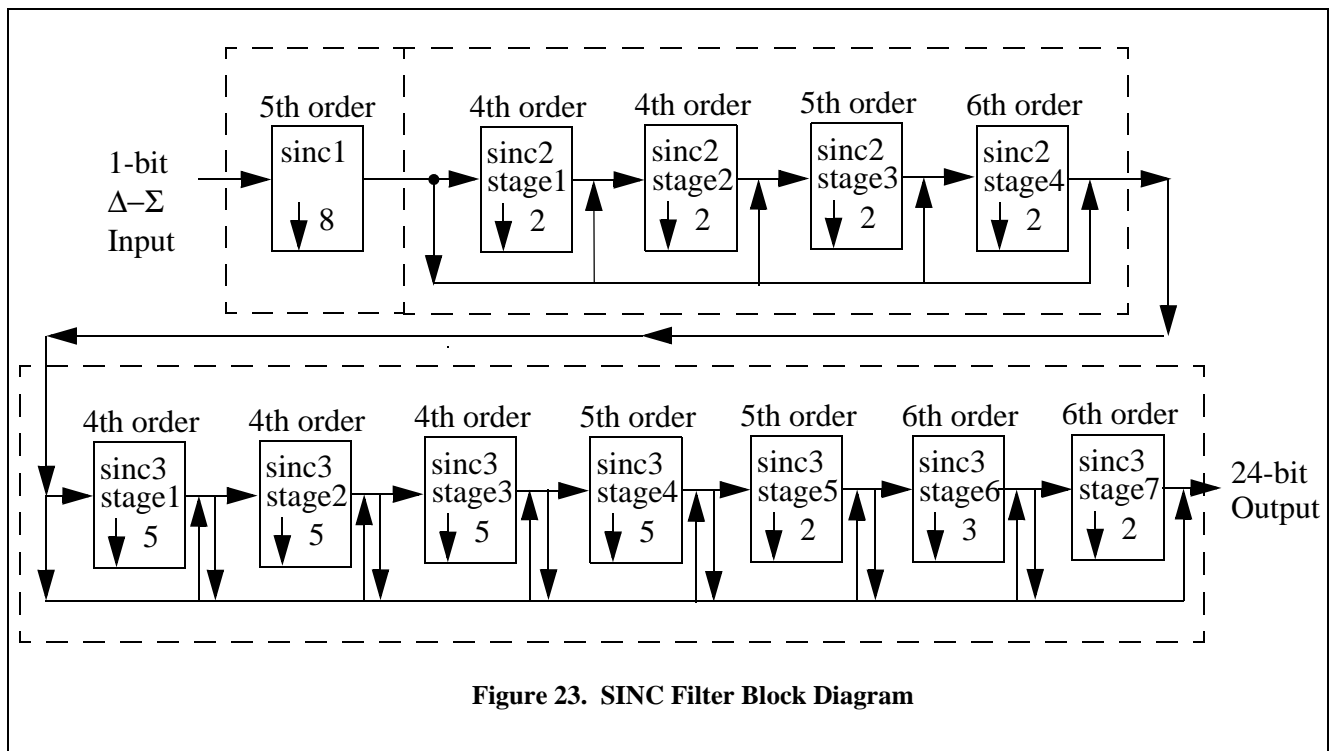 5th order
4th order
4th order
5th order
6th order
1-bit
Δ–Σ
Input
sinc1
8
sinc2
stage1
2
sinc2
stage2
2
sinc2
stage3
2
sinc2
stage4
2
4th order
4th order
4th order
5th order
5th order
6th order
6th order
sinc3
stage1
5
sinc3
stage2
5
sinc3
stage3
5
sinc3
stage4
5
sinc3
stage5
2
sinc3
stage6
3
sinc3
stage7
2
24-bit
Output
Figure 23. SINC Filter Block Diagram